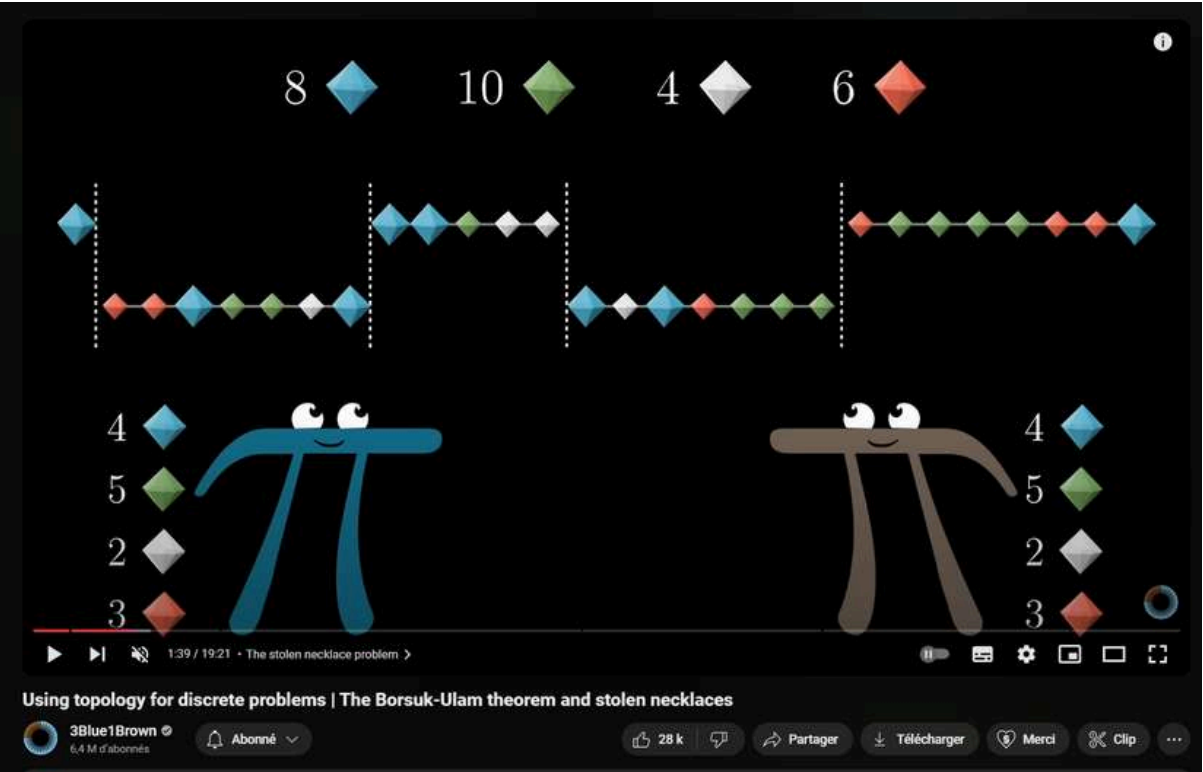 8 10 4 6
4 4
5 5
2 2
3 3
1:39 / 19:21 • The stolen necklace problem >
Using topology for discrete problems | The Borsuk-Ulam theorem and stolen necklaces
3Blue1Brown
6,4 M d'abonnés
Abonné
28 k
Partager
Télécharger
Merci
Clip